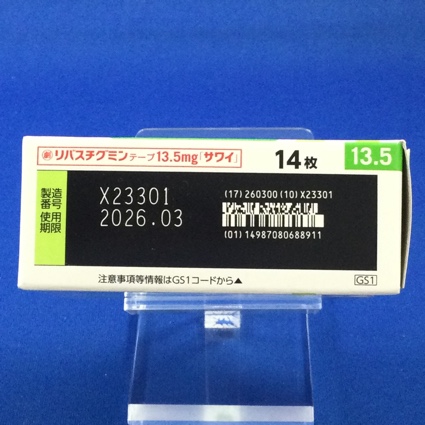 劇 リバスチグミンテープ13.5mg「サワイ」 14枚 13.5
製造番号 X23301
使用期限 2026.03
(17) 260300 (10) X23301
(01) 14987080688911
注意事項等情報はGS1コードから▲
GS1